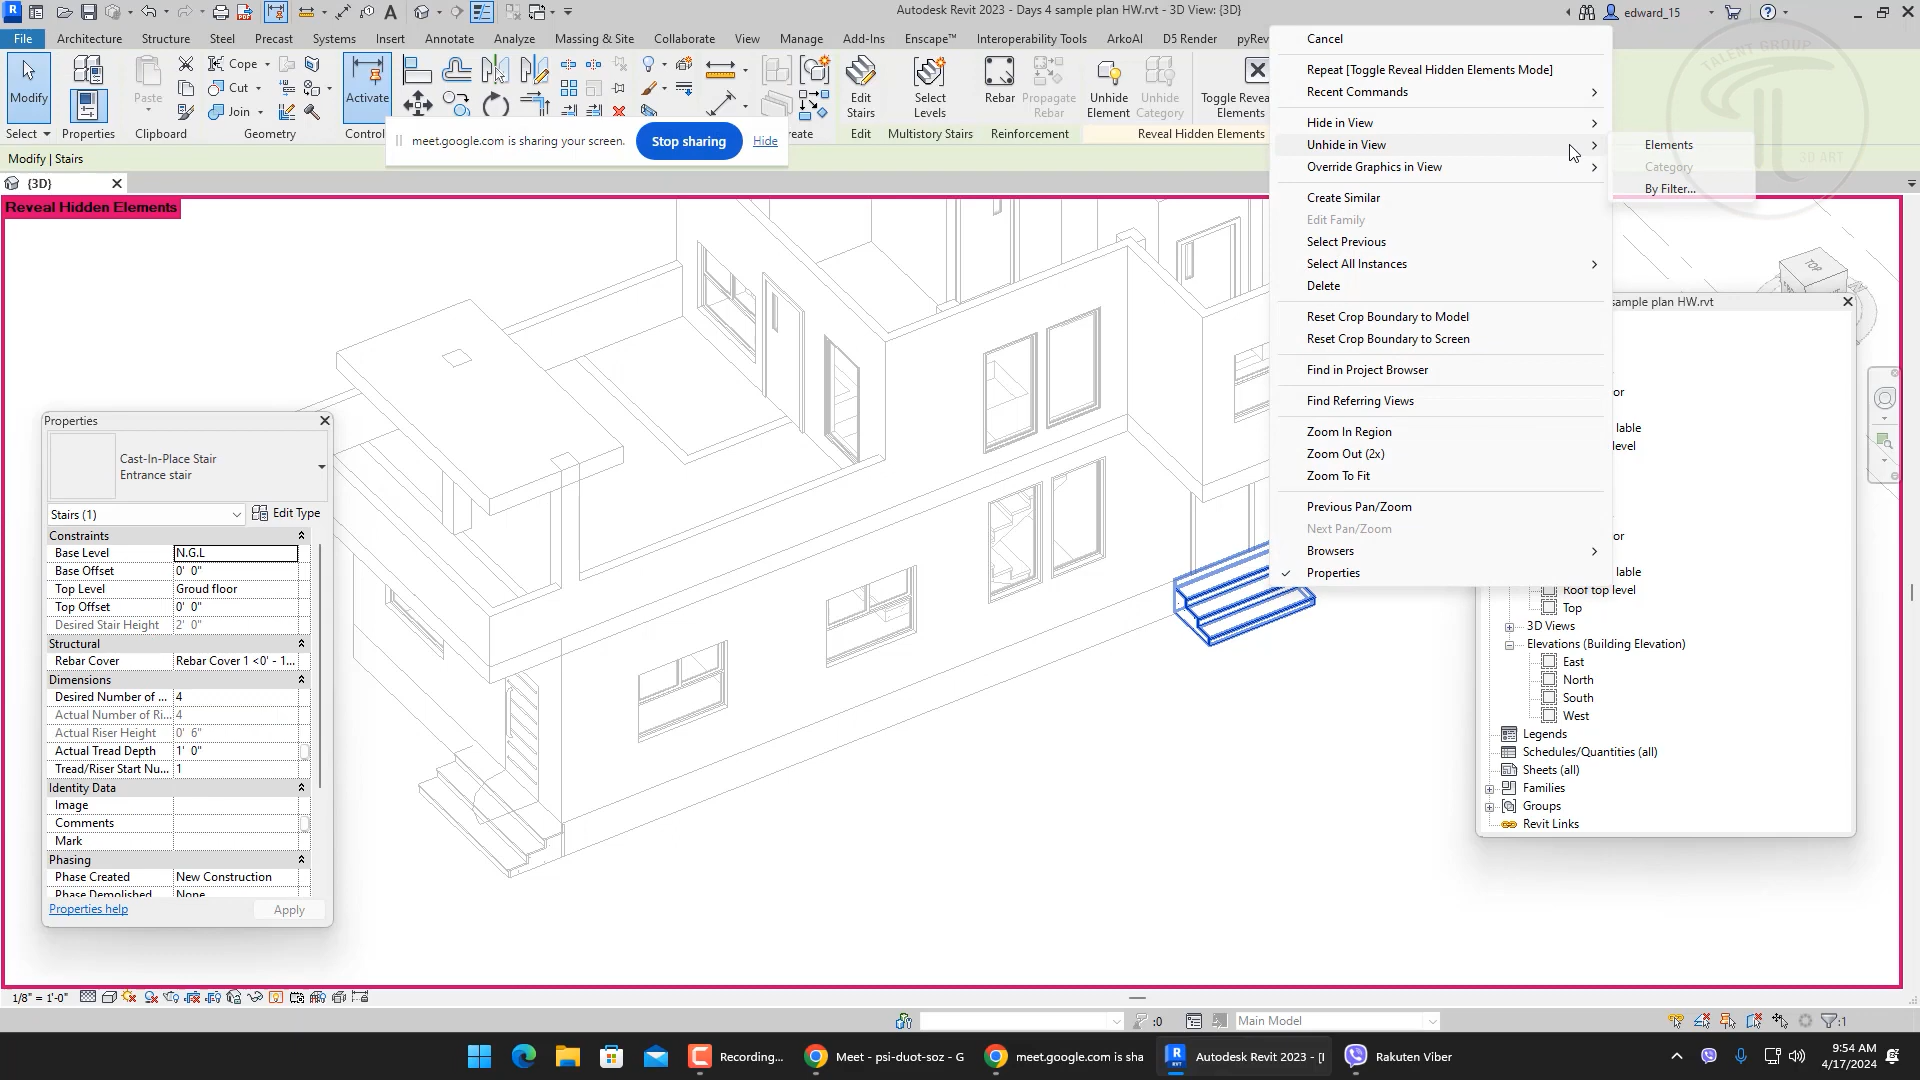 Autodesk Revit 2023 - Days 4 sample plan HW.rvt - 3D View: {3D}
edward_15
File
Architecture
Structure
Steel
Precast
Systems
Insert
Annotate
Analyze
Massing & Site
Collaborate
View
Manage
Add-Ins
Enscape™
Interoperability Tools
ArkoAI
D5 Render
Modify
Paste
Cope
Cut
Join
Activate
Edit
Stairs
Select
Levels
Rebar
Propagate
Rebar
Unhide
Element
Unhide
Category
Select
Properties
Clipboard
Geometry
Edit
Multistory Stairs
Reinforcement
Reveal Hidden Elements
meet.google.com is sharing your screen.
Stop sharing
Hide
Modify | Stairs
{3D}
Reveal Hidden Elements
Cancel
Repeat [Toggle Reveal Hidden Elements Mode]
Recent Commands
Hide in View
Unhide in View
Override Graphics in View
Create Similar
Edit Family
Select Previous
Select All Instances
Delete
Reset Crop Boundary to Model
Reset Crop Boundary to Screen
Find in Project Browser
Find Referring Views
Zoom In Region
Zoom Out (2x)
Zoom To Fit
Previous Pan/Zoom
Next Pan/Zoom
Browsers
Properties
Elements
Category
By Filter...
TALENT GROUP
3D ART
TOP
sample plan HW.rvt
or
lable
level
or
lable
Roof top level
Top
3D Views
Elevations (Building Elevation)
East
North
South
West
Legends
Schedules/Quantities (all)
Sheets (all)
Families
Groups
Revit Links
Properties
Cast-In-Place Stair
Entrance stair
Stairs (1)
Edit Type
Constraints
Base Level N.G.L
Base Offset 0' 0"
Top Level Groud floor
Top Offset 0' 0"
Desired Stair Height 2' 0"
Structural
Rebar Cover Rebar Cover 1 <0' - 1...
Dimensions
Desired Number of ... 4
Actual Number of Ri... 4
Actual Riser Height 0' 6"
Actual Tread Depth 1' 0"
Tread/Riser Start Nu... 1
Identity Data
Image
Comments
Mark
Phasing
Phase Created New Construction
Phase Demolished None
Properties help
Apply
1/8" = 1'-0"
:0
Main Model
:1
Recording...
Meet - psi-duot-soz - G
meet.google.com is sha
Autodesk Revit 2023 - [
Rakuten Viber
9:54 AM
4/17/2024